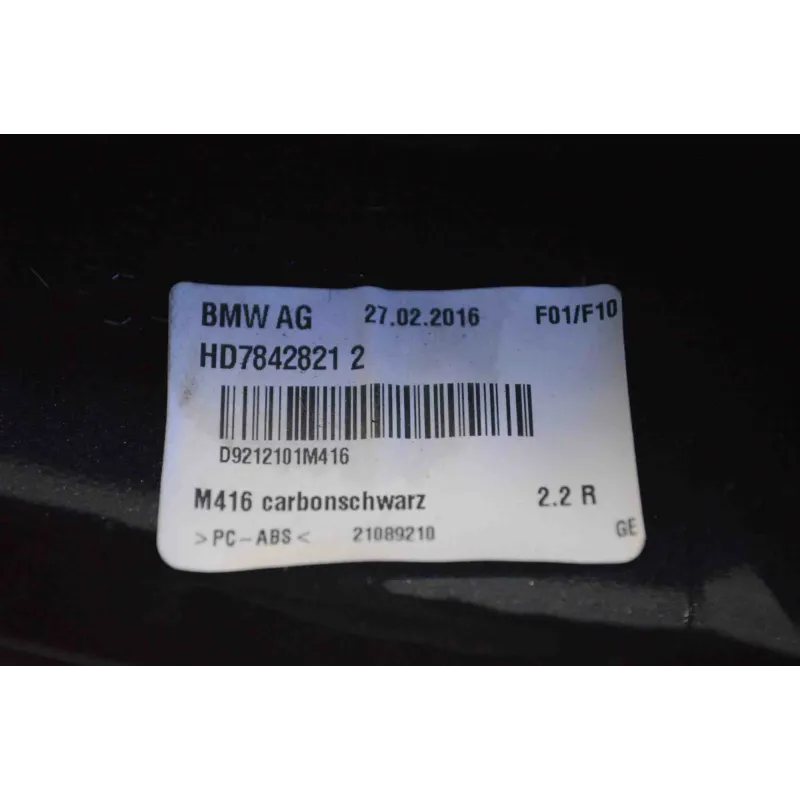 BMW AG 27.02.2016 F01/F10
HD7842821 2
D9212101M416
M416 carbonschwarz 2.2 R
>PC-ABS< 21089210 GE